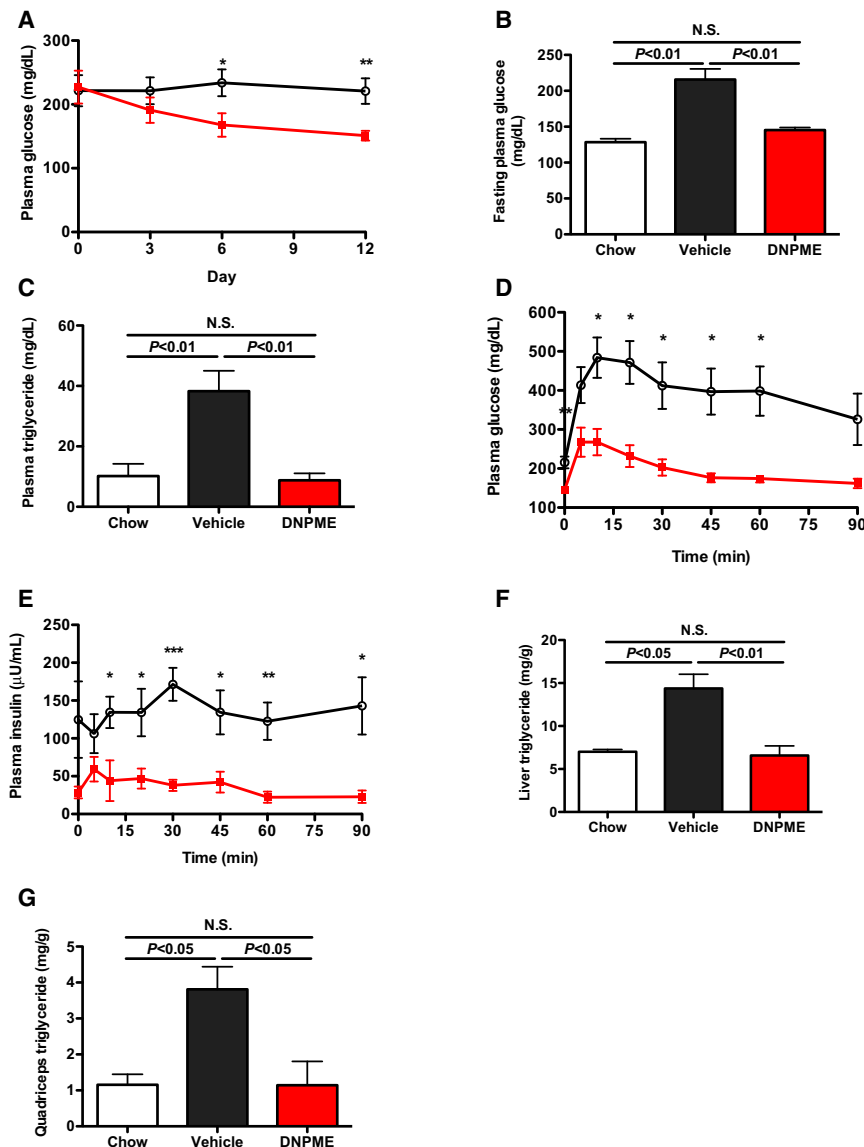 A
Plasma glucose (mg/dL)
300
200
100
0
*
**
0 3 6 9 12
Day
B
Fasting plasma glucose
(mg/dL)
250
200
150
100
50
0
N.S.
P<0.01 P<0.01
Chow Vehicle DNPME
C
Plasma triglyceride (mg/dL)
60
40
20
0
N.S.
P<0.01 P<0.01
Chow Vehicle DNPME
D
Plasma glucose (mg/dL)
600
500
400
300
200
100
** * * * * *
0 15 30 45 60 75 90
Time (min)
E
Plasma insulin (µU/mL)
250
200
150
100
50
0
* * *** * ** *
0 15 30 45 60 75 90
Time (min)
F
Liver triglyceride (mg/g)
20
15
10
5
0
N.S.
P<0.05 P<0.01
Chow Vehicle DNPME
G
Quadriceps triglyceride (mg/g)
5
4
3
2
1
0
N.S.
P<0.05 P<0.05
Chow Vehicle DNPME